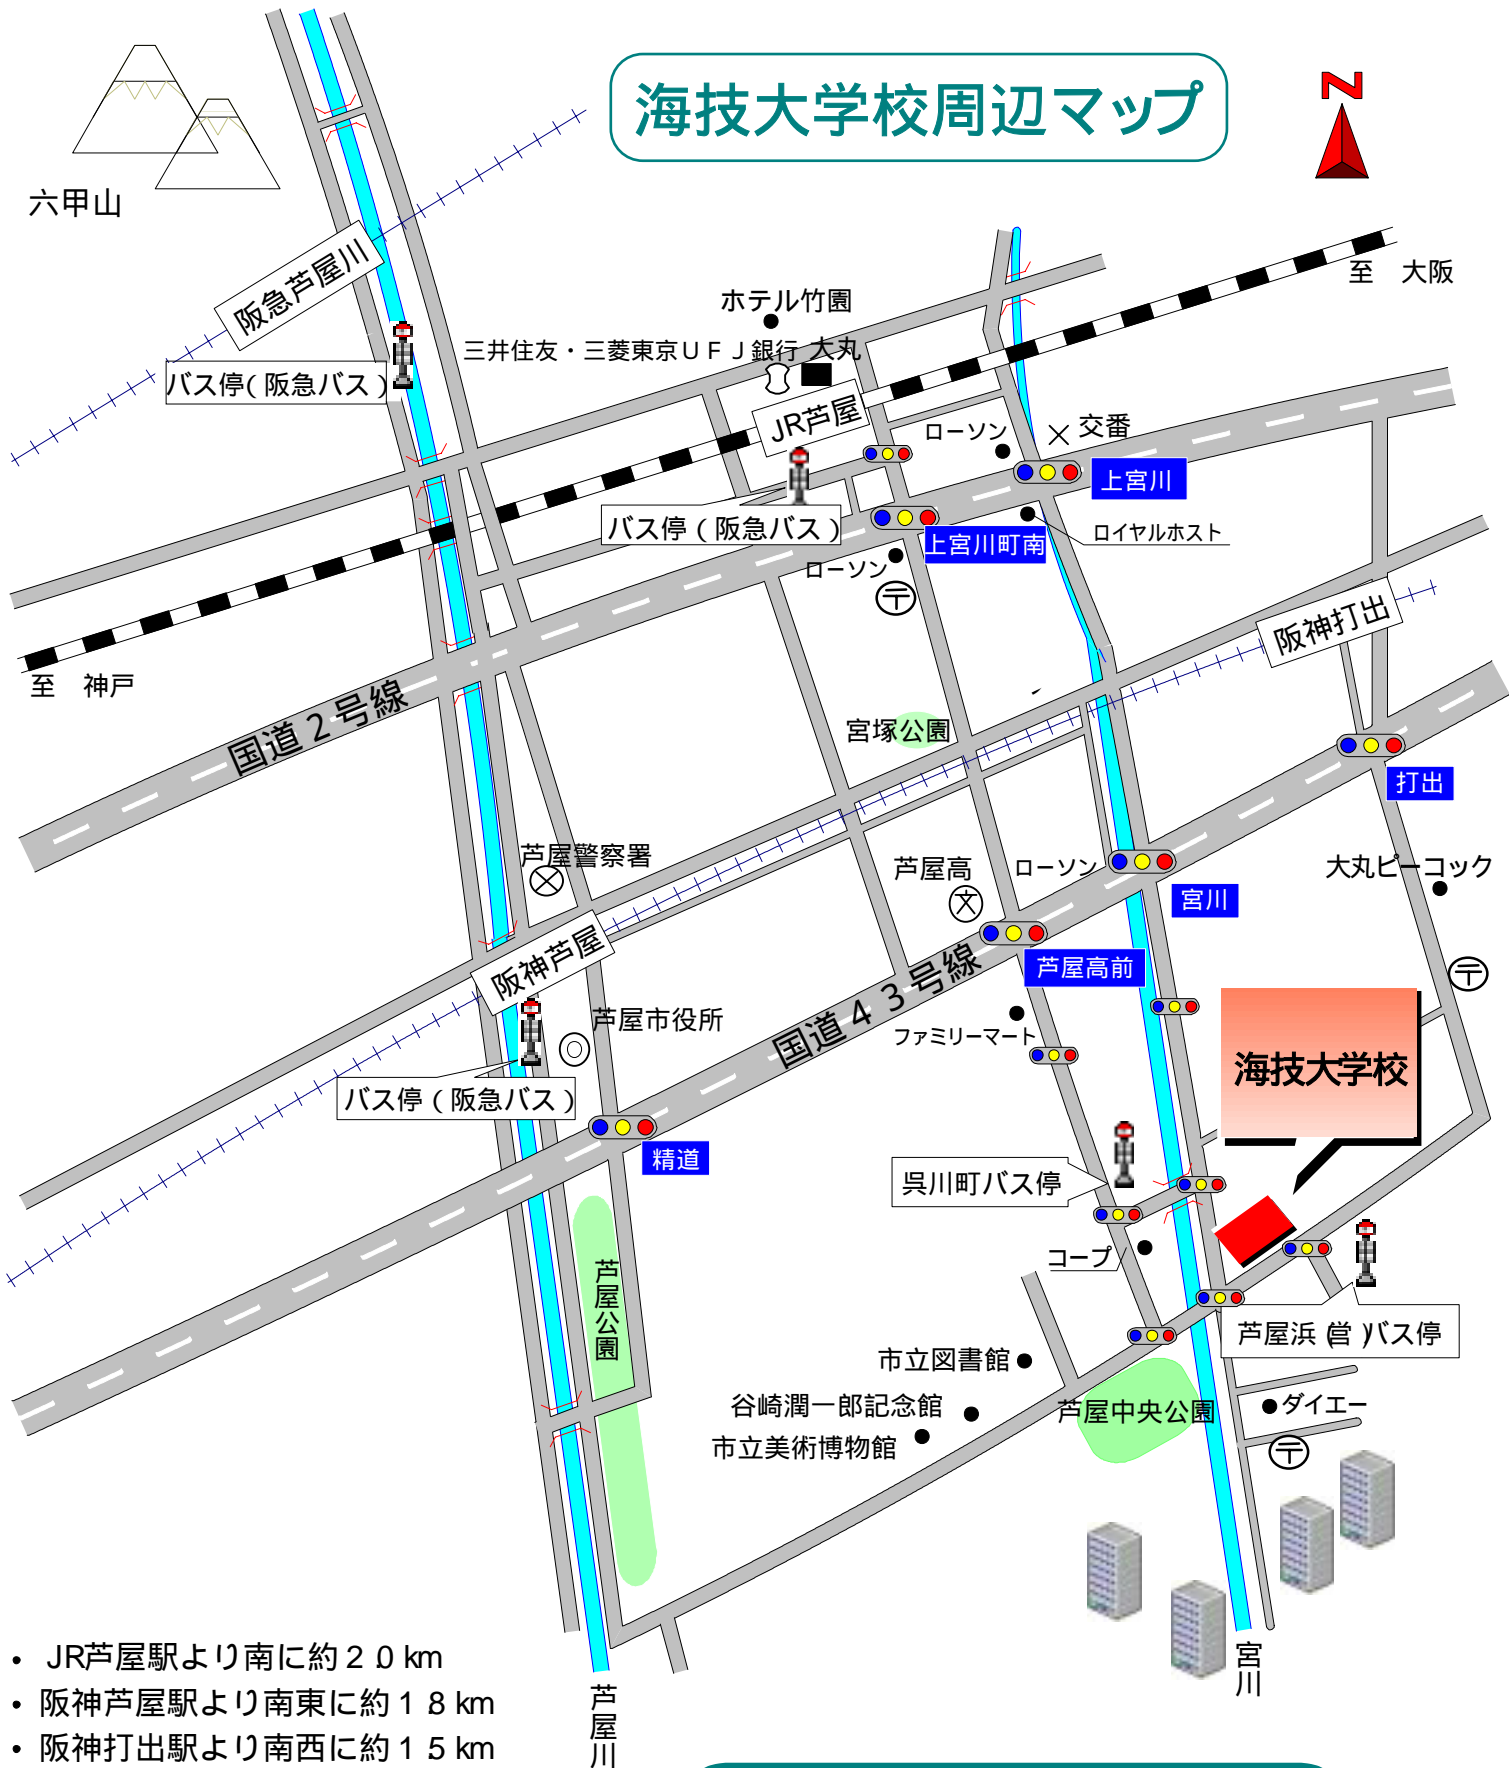 海技大学校周辺マップ
N
六甲山
阪急芦屋川
至　大阪
ホテル竹園
三井住友・三菱東京ＵＦＪ銀行 大丸
バス停（阪急バス）
JR芦屋
ローソン
交番
上宮川
バス停（阪急バス）
上宮川町南
ロイヤルホスト
ローソン
〒
阪神打出
至　神戸
国道２号線
宮塚公園
打出
芦屋警察署
芦屋高
文
ローソン
大丸ピーコック
宮川
阪神芦屋
芦屋高前
〒
国道４３号線
芦屋市役所
ファミリーマート
海技大学校
バス停（阪急バス）
精道
呉川町バス停
コープ
芦屋公園
芦屋浜(営)バス停
市立図書館
谷崎潤一郎記念館
芦屋中央公園
ダイエー
市立美術博物館
〒
宮川
芦屋川
・ JR芦屋駅より南に約２.０km
・ 阪神芦屋駅より南東に約１.８km
・ 阪神打出駅より南西に約１.５km